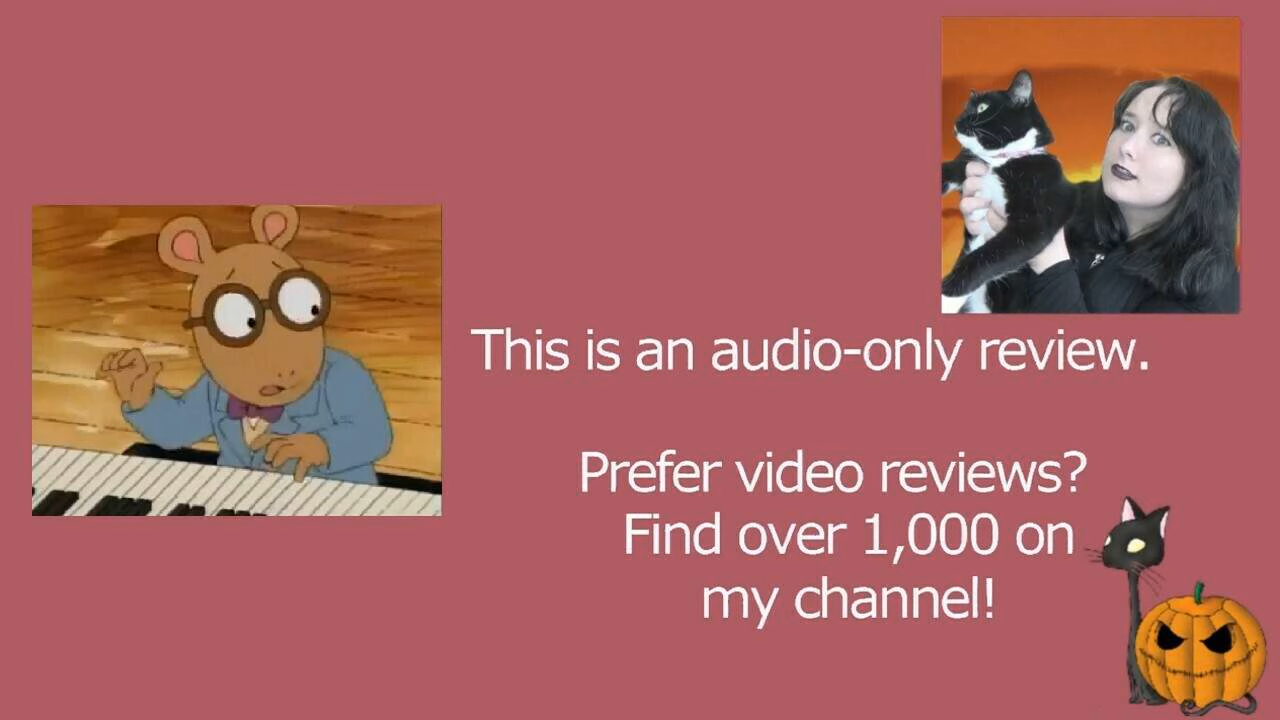 This is an audio-only review.
Prefer video reviews?
Find over 1,000 on
my channel!